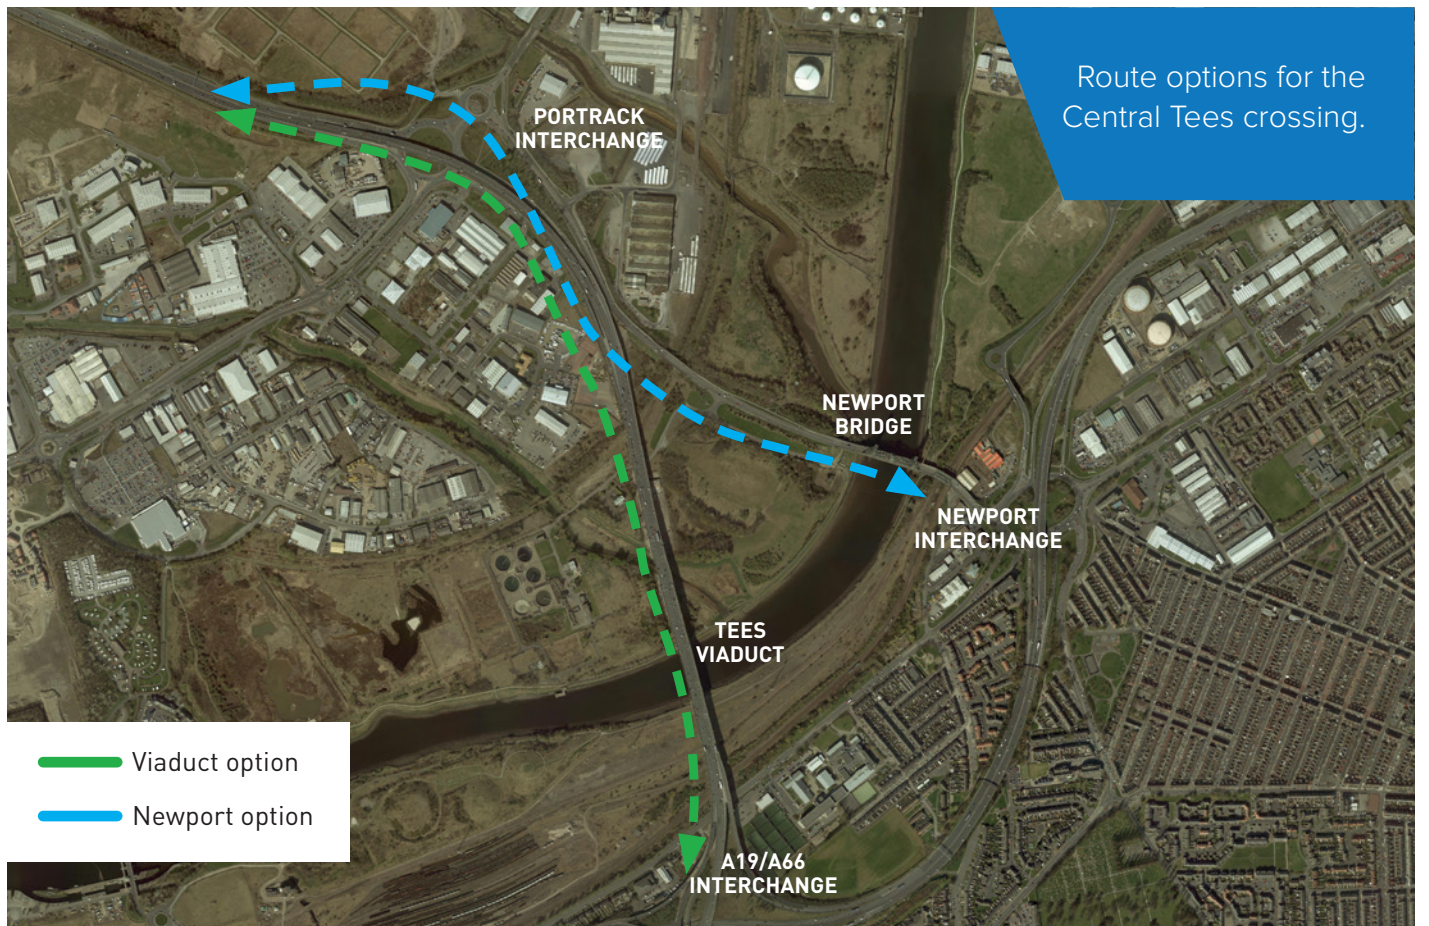 Route options for the
Central Tees crossing.
PORTRACK
INTERCHANGE
NEWPORT
BRIDGE
NEWPORT
INTERCHANGE
TEES
VIADUCT
Viaduct option
Newport option
A19/A66
INTERCHANGE